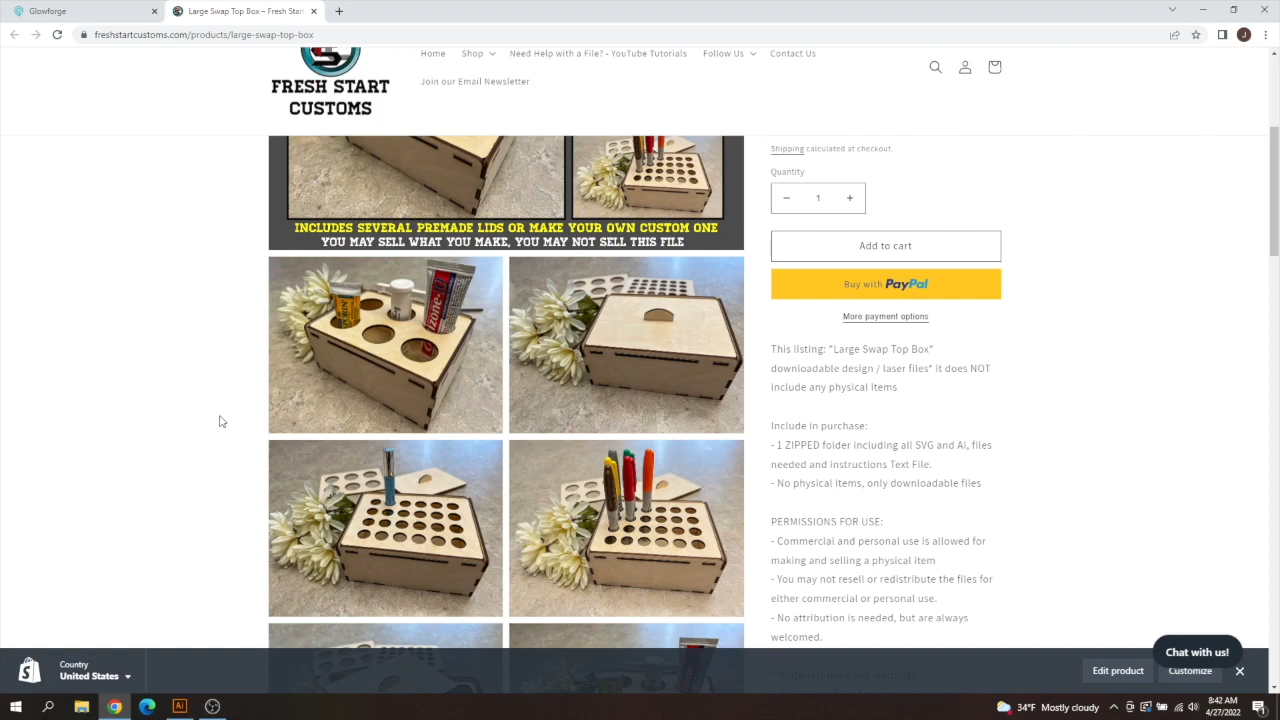 Glowforge
Large Swap Top Box – Fresh Star
freshstartcustoms.com/products/large-swap-top-box
J
Home
Shop
Need Help with a File? - YouTube Tutorials
Follow Us
Contact Us
Join our Email Newsletter
FRESH START
CUSTOMS
Shipping calculated at checkout.
Quantity
− 1 +
Add to cart
Buy with PayPal
More payment options
INCLUDES SEVERAL PREMADE LIDS OR MAKE YOUR OWN CUSTOM ONE
YOU MAY SELL WHAT YOU MAKE, YOU MAY NOT SELL THIS FILE
This listing: "Large Swap Top Box"
downloadable design / laser files* it does NOT
include any physical items
Include in purchase:
- 1 ZIPPED folder including all SVG and Ai, files
needed and instructions Text File.
- No physical items, only downloadable files
PERMISSIONS FOR USE:
- Commercial and personal use is allowed for
making and selling a physical item
- You may not resell or redistribute the files for
either commercial or personal use.
- No attribution is needed, but are always
welcomed.
Chat with us!
Country
United States
Edit product
Customize
Ai
34°F Mostly cloudy
8:42 AM
4/27/2022